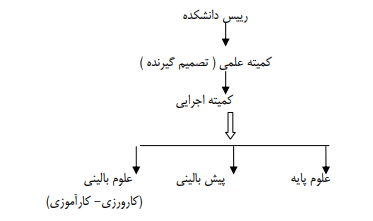 رییس دانشکده
کمیته علمی ( تصمیم گیرنده )
کمیته اجرایی
علوم پایه
پیش بالینی
علوم بالینی
(کارورزی- کارآموزی)